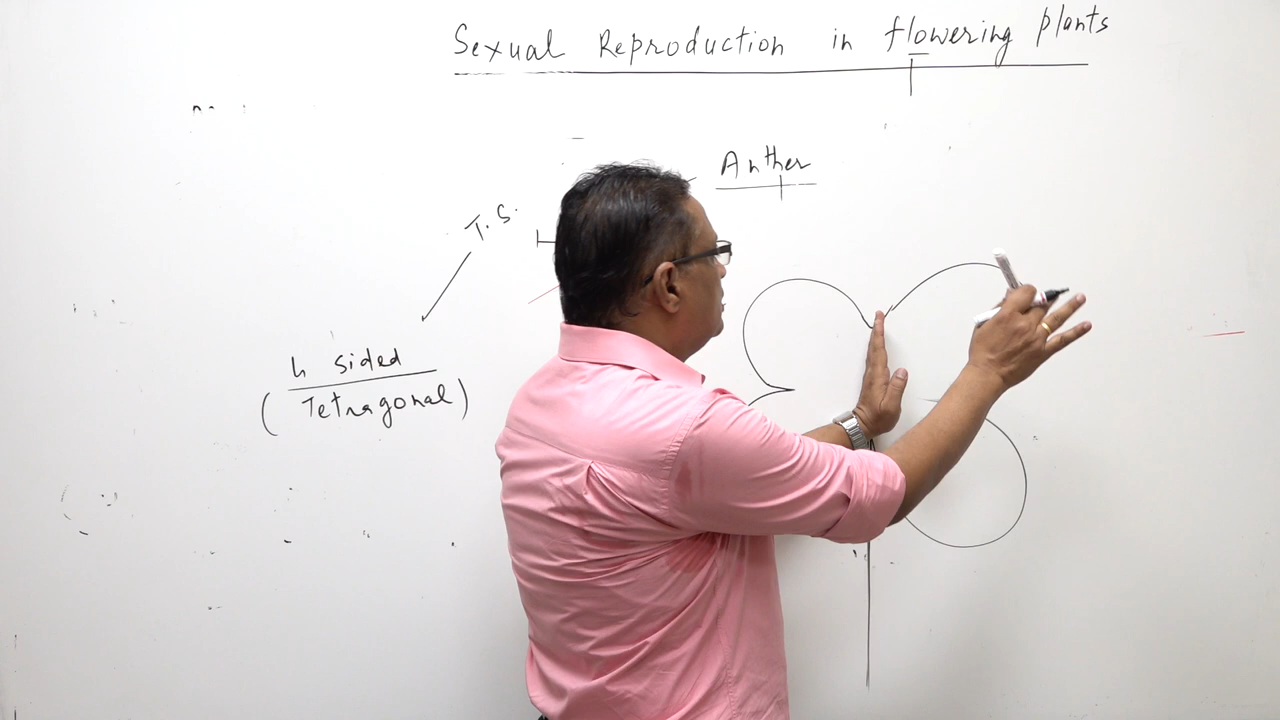 Sexual Reproduction in flowering plants
Anther
T.S.
4 sided
(Tetragonal)